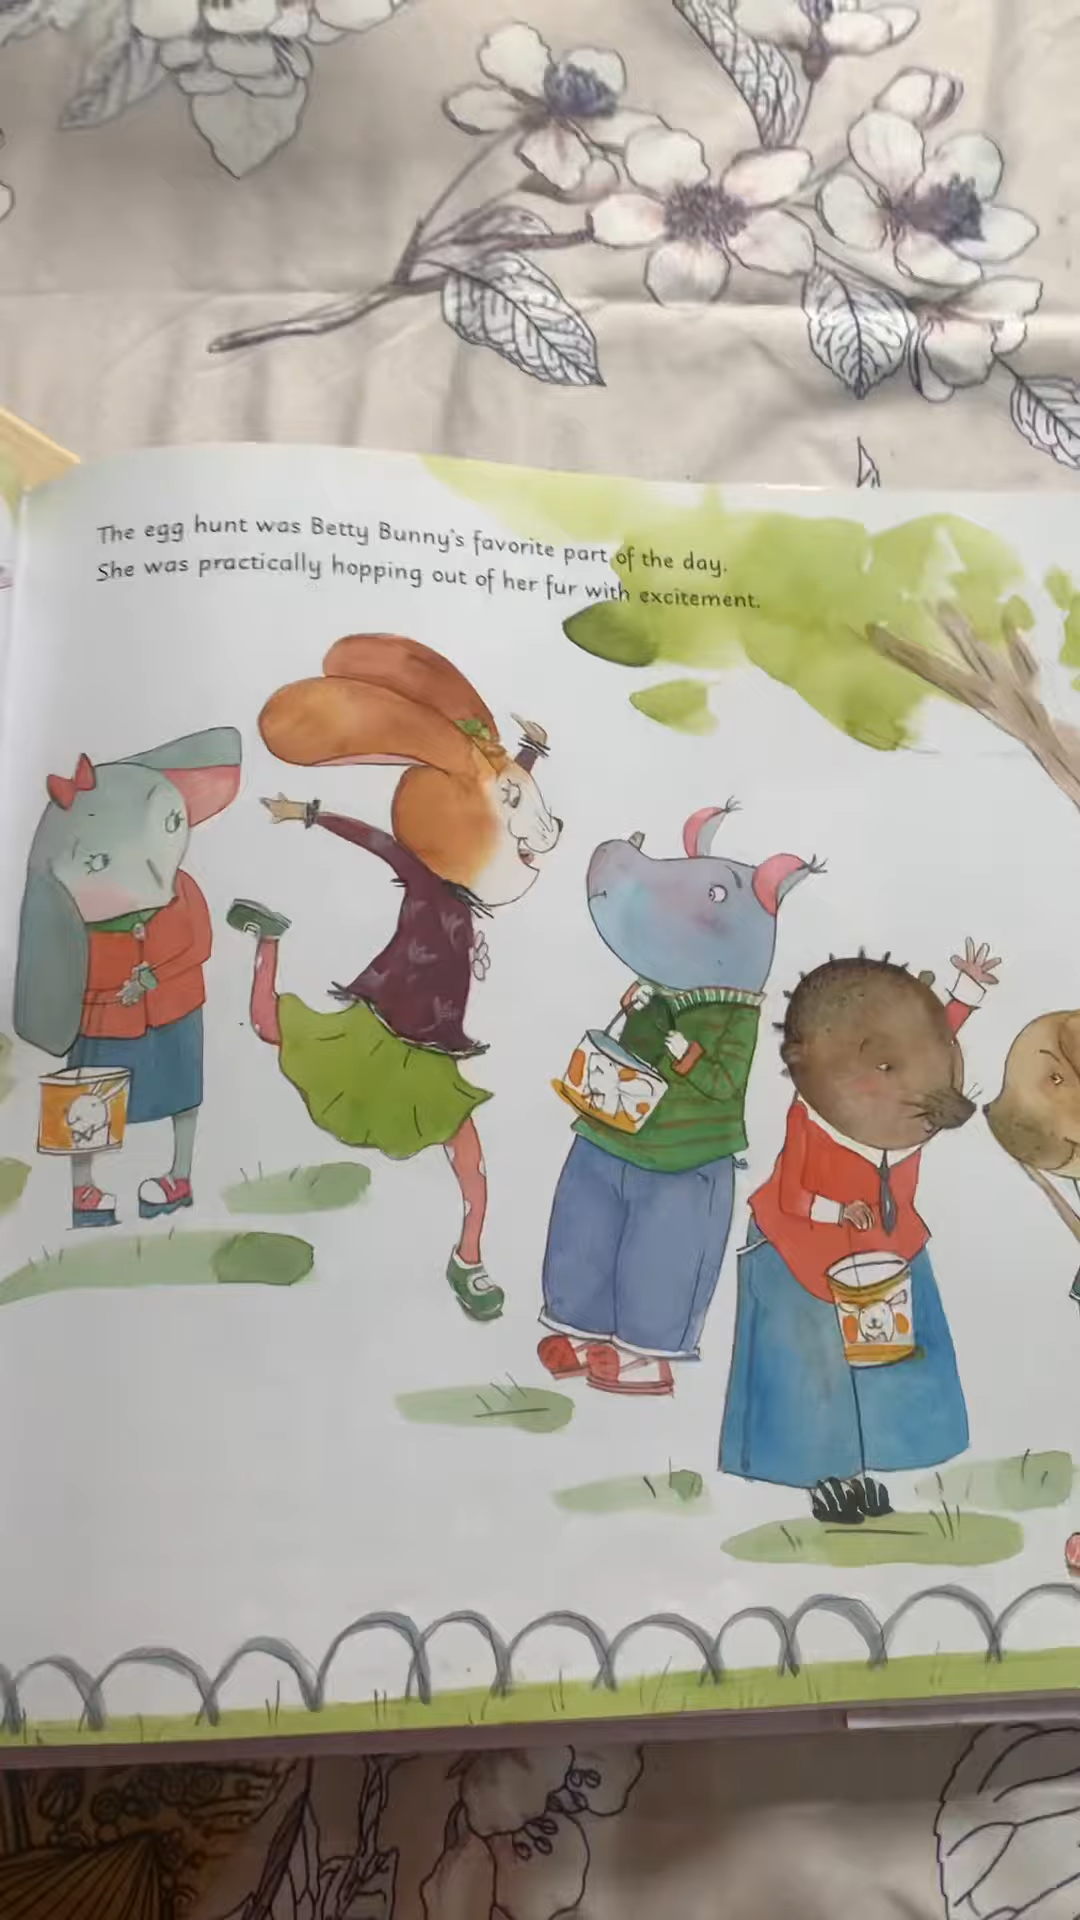 The egg hunt was Betty Bunny's favorite part of the day.
She was practically hopping out of her fur with excitement.